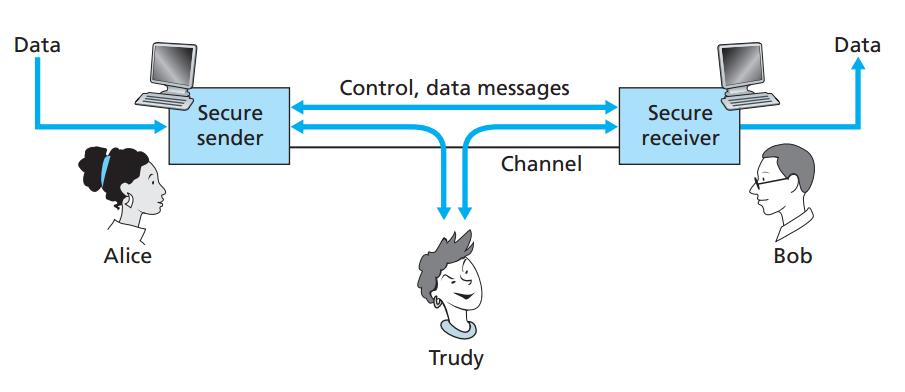 Data
Data
Control, data messages
Secure
sender
Secure
receiver
Channel
Alice
Bob
Trudy